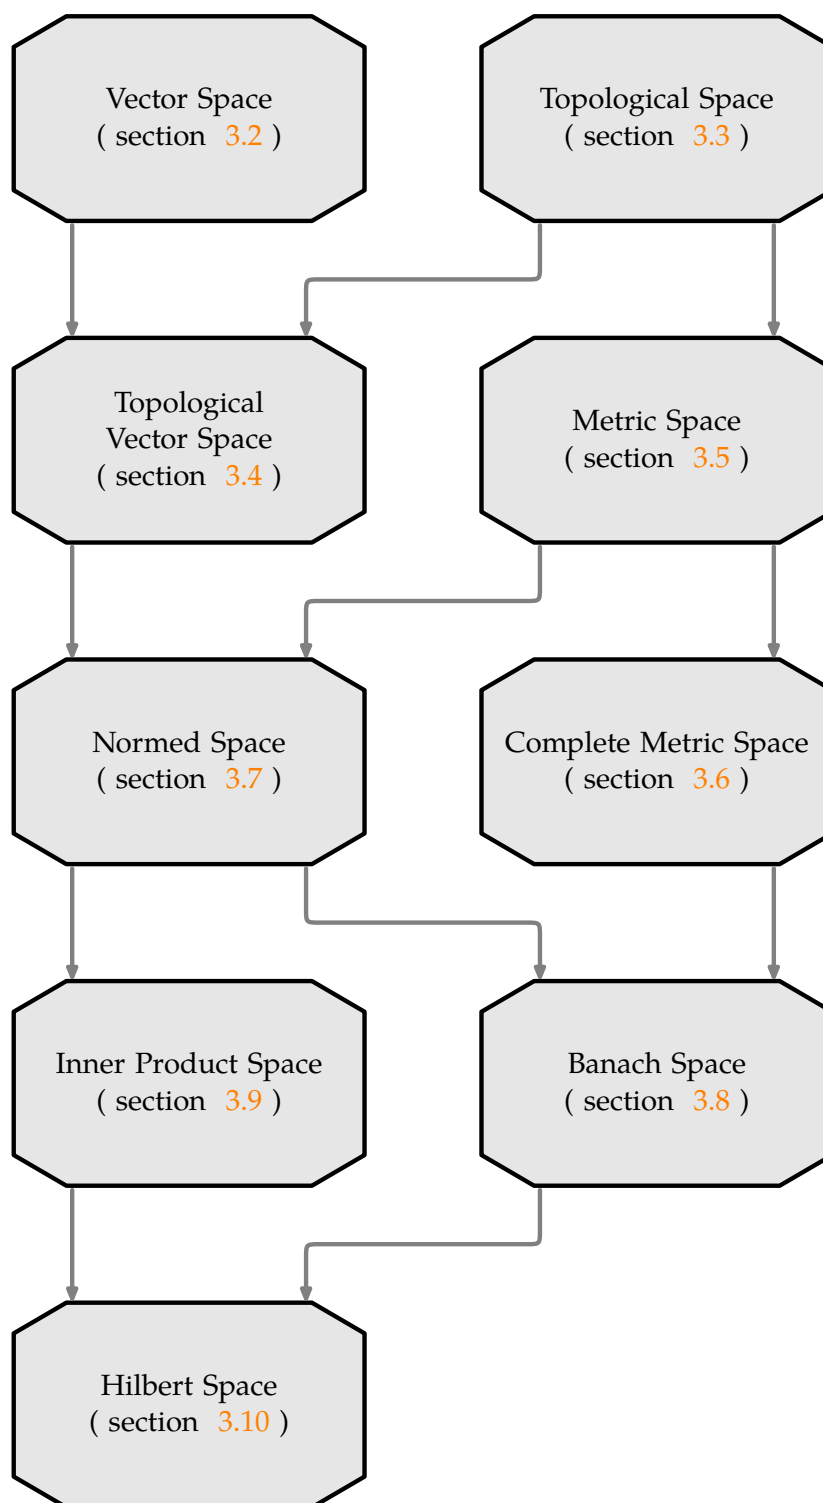 Vector Space
( section 3.2 )
Topological Space
( section 3.3 )
Topological
Vector Space
( section 3.4 )
Metric Space
( section 3.5 )
Normed Space
( section 3.7 )
Complete Metric Space
( section 3.6 )
Inner Product Space
( section 3.9 )
Banach Space
( section 3.8 )
Hilbert Space
( section 3.10 )